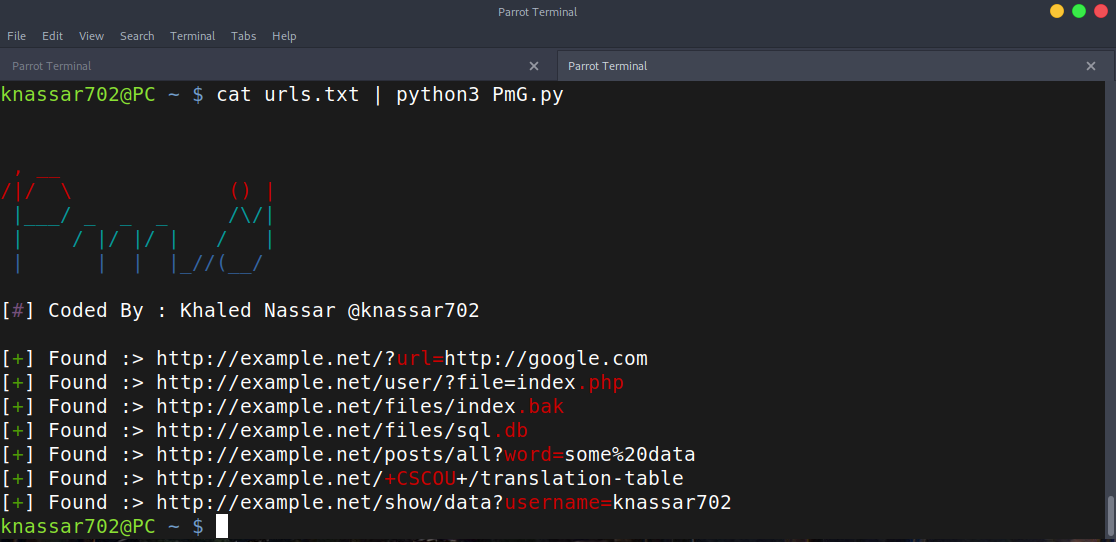 Parrot Terminal
File Edit View Search Terminal Tabs Help
Parrot Terminal Parrot Terminal
knassar702@PC ~ $ cat urls.txt | python3 PmG.py
  , __
/|/  \             () |
 |___/ _  _  _     /\/|
 |    / |/ |/ |   /   |
 |      |  |  |_//(__/
[#] Coded By : Khaled Nassar @knassar702
[+] Found :> http://example.net/?url=http://google.com
[+] Found :> http://example.net/user/?file=index.php
[+] Found :> http://example.net/files/index.bak
[+] Found :> http://example.net/files/sql.db
[+] Found :> http://example.net/posts/all?word=some%20data
[+] Found :> http://example.net/+CSCOU+/translation-table
[+] Found :> http://example.net/show/data?username=knassar702
knassar702@PC ~ $